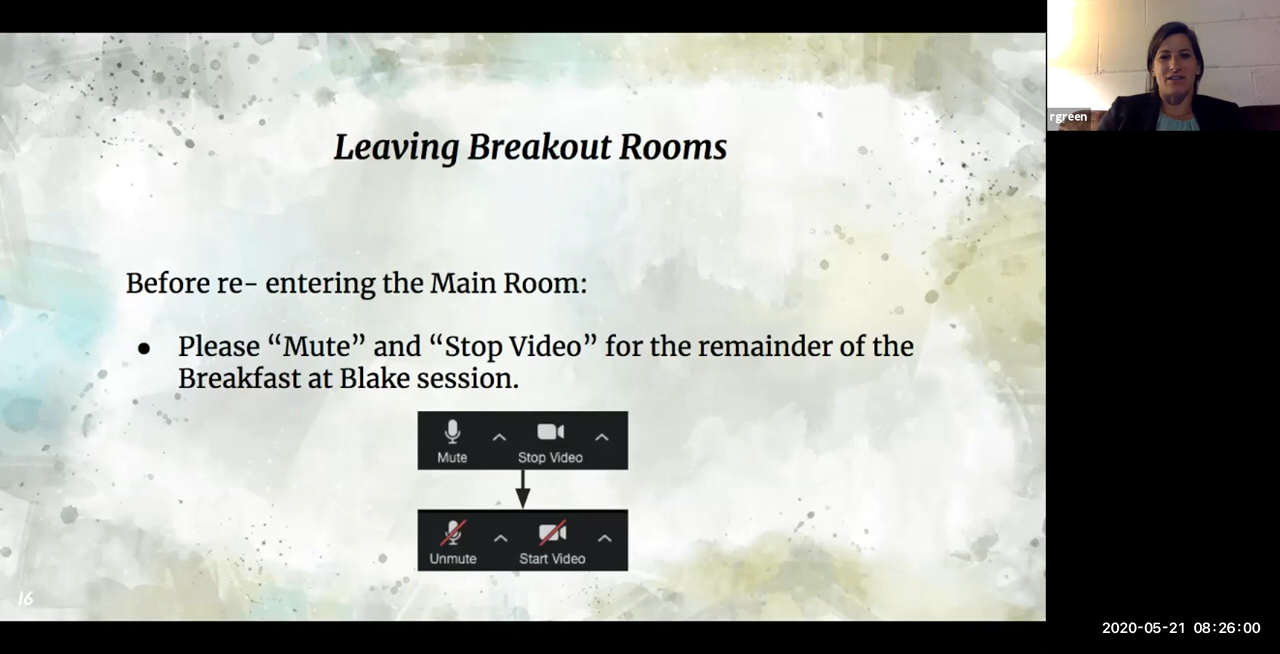 Leaving Breakout Rooms
rgreen
Before re- entering the Main Room:
● Please “Mute” and “Stop Video” for the remainder of the
Breakfast at Blake session.
Mute Stop Video
Unmute Start Video
16
2020-05-21 08:26:00